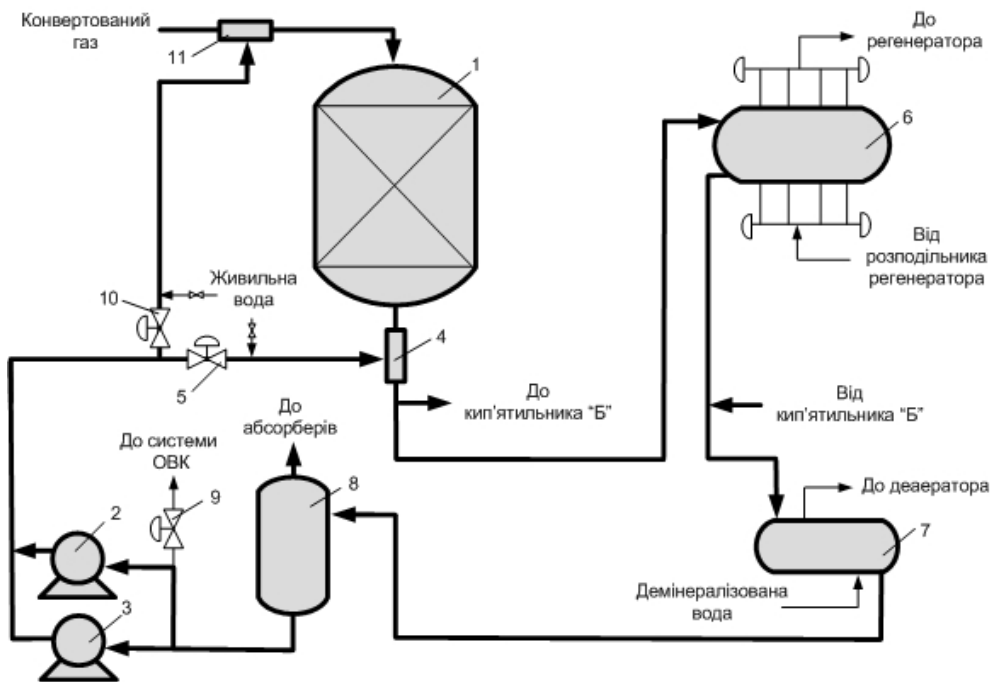 Конвертований
газ
11
1
До
регенератора
6
Від
розподільника
регенератора
Живильна
вода
10
5
4
До
кип'ятильника "Б"
Від
кип'ятильника "Б"
До
абсорберів
До системи
ОВК
9
8
2
3
До деаератора
7
Демінералізована
вода